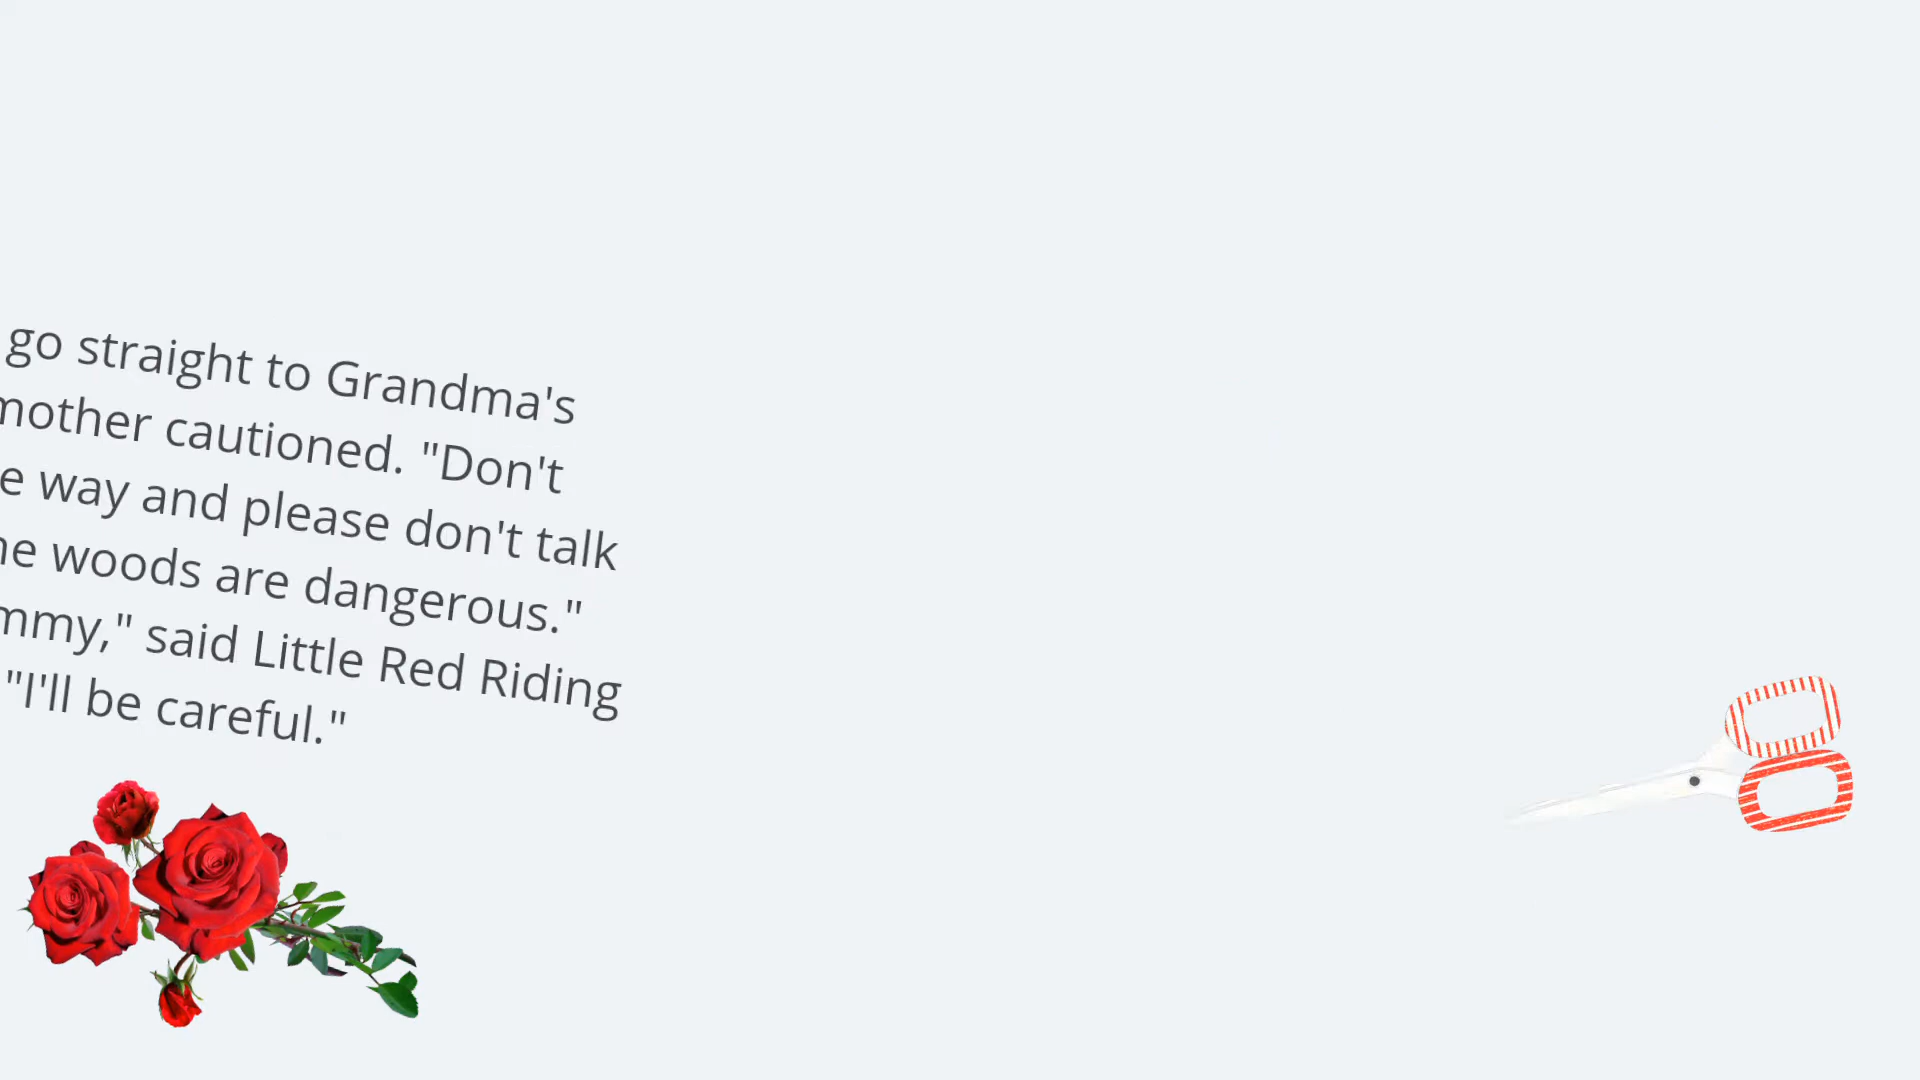 go straight to Grandma's
mother cautioned. "Don't
way and please don't talk
woods are dangerous."
said Little Red Riding
"I'll be careful."